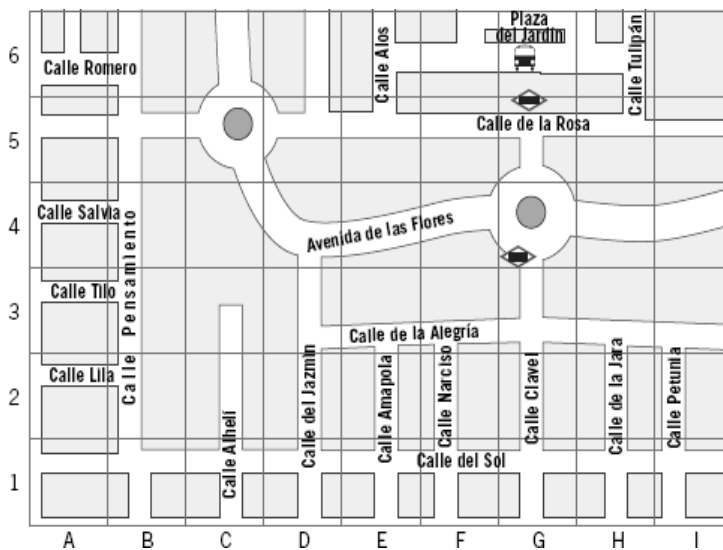 Plaza
del Jardín
6
Calle Romero
Calle Alos
Calle Tulipán
5
Calle de la Rosa
4
Calle Salvia
Avenida de las Flores
Calle Pensamiento
3
Calle Tilo
Calle de la Alegría
2
Calle Lila
Calle del Jazmín
Calle Amapola
Calle Narciso
Calle Clavel
Calle de la Jara
Calle Petunia
1
Calle Alhelí
Calle del Sol
A B C D E F G H I